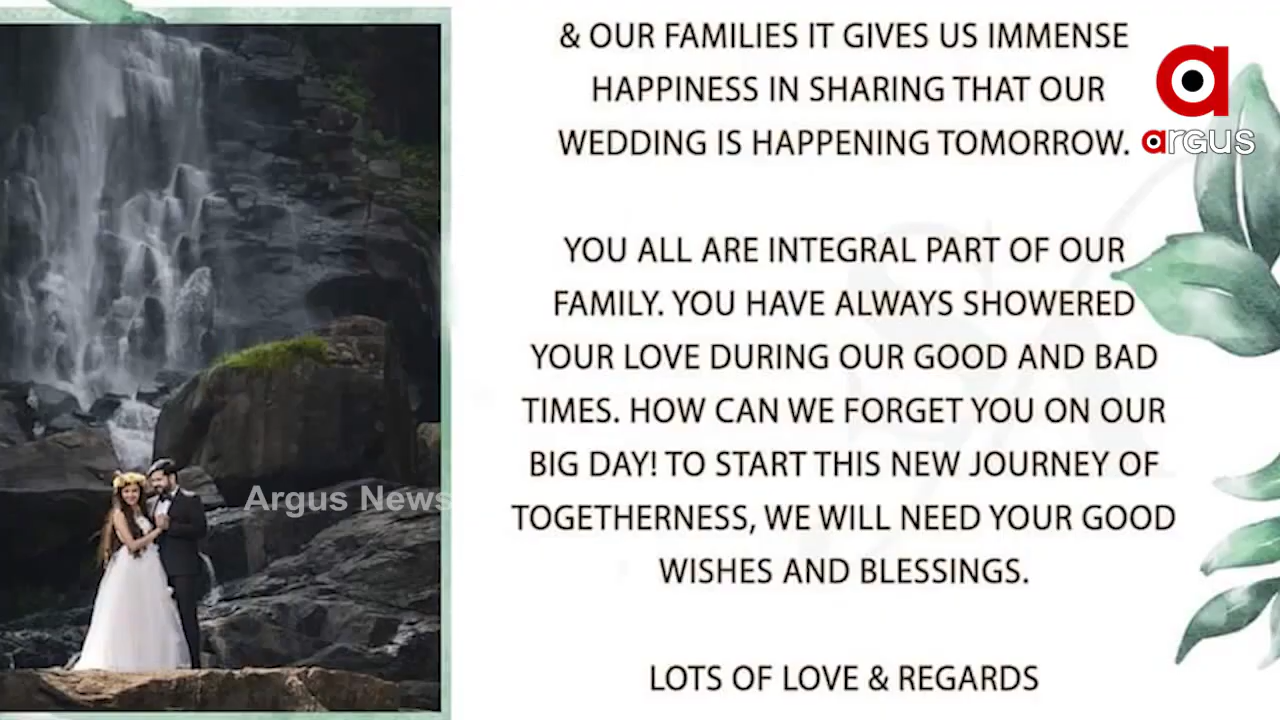 & OUR FAMILIES IT GIVES US IMMENSE
HAPPINESS IN SHARING THAT OUR
WEDDING IS HAPPENING TOMORROW.
argus
YOU ALL ARE INTEGRAL PART OF OUR
FAMILY. YOU HAVE ALWAYS SHOWERED
YOUR LOVE DURING OUR GOOD AND BAD
TIMES. HOW CAN WE FORGET YOU ON OUR
BIG DAY! TO START THIS NEW JOURNEY OF
Argus News
TOGETHERNESS, WE WILL NEED YOUR GOOD
WISHES AND BLESSINGS.
LOTS OF LOVE & REGARDS